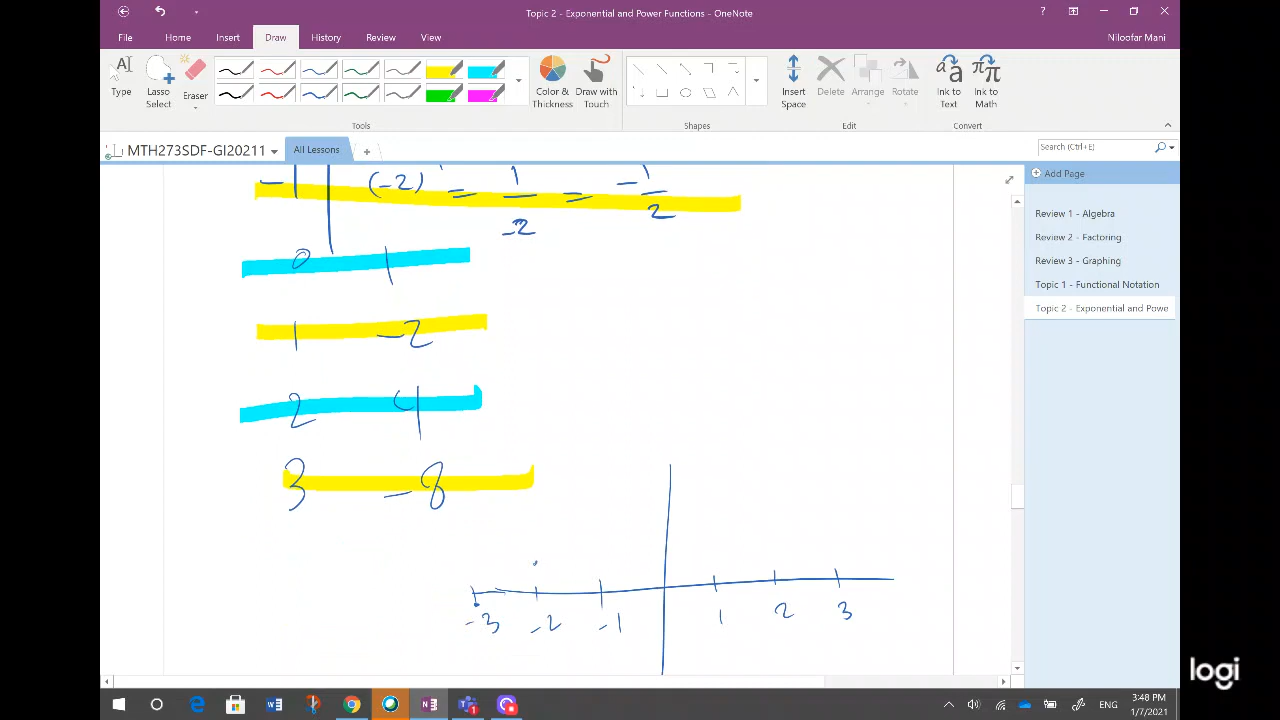 Topic 2 - Exponential and Power Functions - OneNote
Niloofar Mani
File Home Insert Draw History Review View
Type
Lasso Select
Eraser
Color & Thickness
Draw with Touch
Insert Space
Delete
Arrange
Rotate
Ink to Text
Ink to Math
Tools Shapes Edit Convert
MTH273SDF-GI20211 All Lessons
Search (Ctrl+E)
Add Page
Review 1 - Algebra
Review 2 - Factoring
Review 3 - Graphing
Topic 1 - Functional Notation
Topic 2 - Exponential and Powe
-1 (-2) = 1/-2 = -1/2
0 1
1 -2
2 4
3 -8
-3 -2 -1 1 2 3
logi
ENG
3:48 PM
1/7/2021